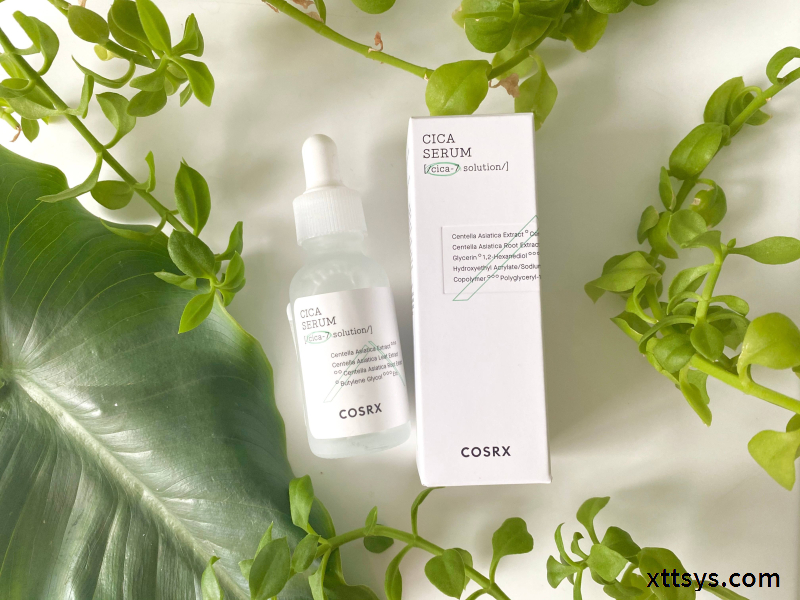 CICA
SERUM
[/cica-7 solution/]
Centella Asiatica Extract
Centella Asiatica Leaf Extract
Centella Asiatica Root
Butylene Glycol
COSRX
CICA
SERUM
[/cica-7 solution/]
Centella Asiatica Extract
Centella Asiatica Root Extrac
Glycerin 1,2-Hexanediol
Hydroxyethyl Acrylate/Sodiu
Copolymer Polyglyceryl-
COSRX
xttsys.com